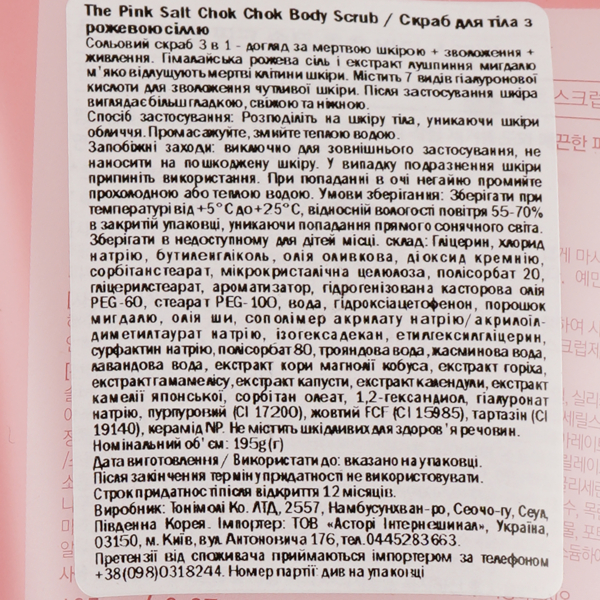 The Pink Salt Chok Chok Body Scrub / Скраб для тіла з
рожевою сіллю
Сольовий скраб 3 в 1 - догляд за мертвою шкірою + зволоження +
живлення. Гімалайська рожева сіль і екстракт лушпиння мигдалю
м'яко відлущують мертві клітини шкіри. Містить 7 видів гіалуронової
кислоти для зволоження чутливої шкіри. Після застосування шкіра
виглядає більш гладкою, свіжою та ніжною.
Спосіб застосування: Розподіліть на шкіру тіла, уникаючи шкіри
обличчя. Промасажуйте, змийте теплою водою.
Запобіжні заходи: виключно для зовнішнього застосування, не
наносити на пошкоджену шкіру. У випадку подразнення шкіри
припиніть використання. При попаданні в очі негайно промийте
прохолодною або теплою водою. Умови зберігання: Зберігати при
температурі від +5°C до +25°C, відносній вологості повітря 55-70%
в закритій упаковці, уникаючи попадання прямого сонячного світла.
Зберігати в недоступному для дітей місці. склад: Гліцерин, хлорид
натрію, бутиленгліколь, олія оливкова, діоксид кремнію,
сорбітанстеарат, мікрокристалічна целюлоза, полісорбат 20,
гліцерилстеарат, ароматизатор, гідрогенізована касторова олія
PEG-60, стеарат PEG-100, вода, гідроксіацетофенон, порошок
мигдалю, олія ши, сополімер акрилату натрію/акрилоїл-
диметилтаурат натрію, ізогексадекан, етилгексилгліцерин,
сурфактин натрію, полісорбат 80, трояндова вода, жасминова вода,
лавандова вода, екстракт кори магнолії кобуса, екстракт горіха,
екстракт гамамелісу, екстракт капусти, екстракт календули, екстракт
камелії японської, сорбітан олеат, 1,2-гександиол, гіалуронат
натрію, пурпуровий (CI 17200), жовтий FCF (CI 15985), тартазін (CI
19140), керамід NP. Не містить шкідливих для здоров'я речовин.
Номінальний об'єм: 195g(г)
Дата виготовлення / Використати до: вказано на упаковці.
Після закінчення терміну придатності не використовувати.
Строк придатності після відкриття 12 місяців.
Виробник: Тонімолі Ко. ЛТД, 2557, Намбусунхван-ро, Сеочо-гу, Сеул,
Південна Корея. Імпортер: ТОВ «Асторі Інтернешинал», Україна,
03150, м. Київ, вул. Антоновича 176, тел. 0445283663.
Претензії від споживача приймаються імпортером за телефоном
+38(098)0318244. Номер партії: див на упаковці